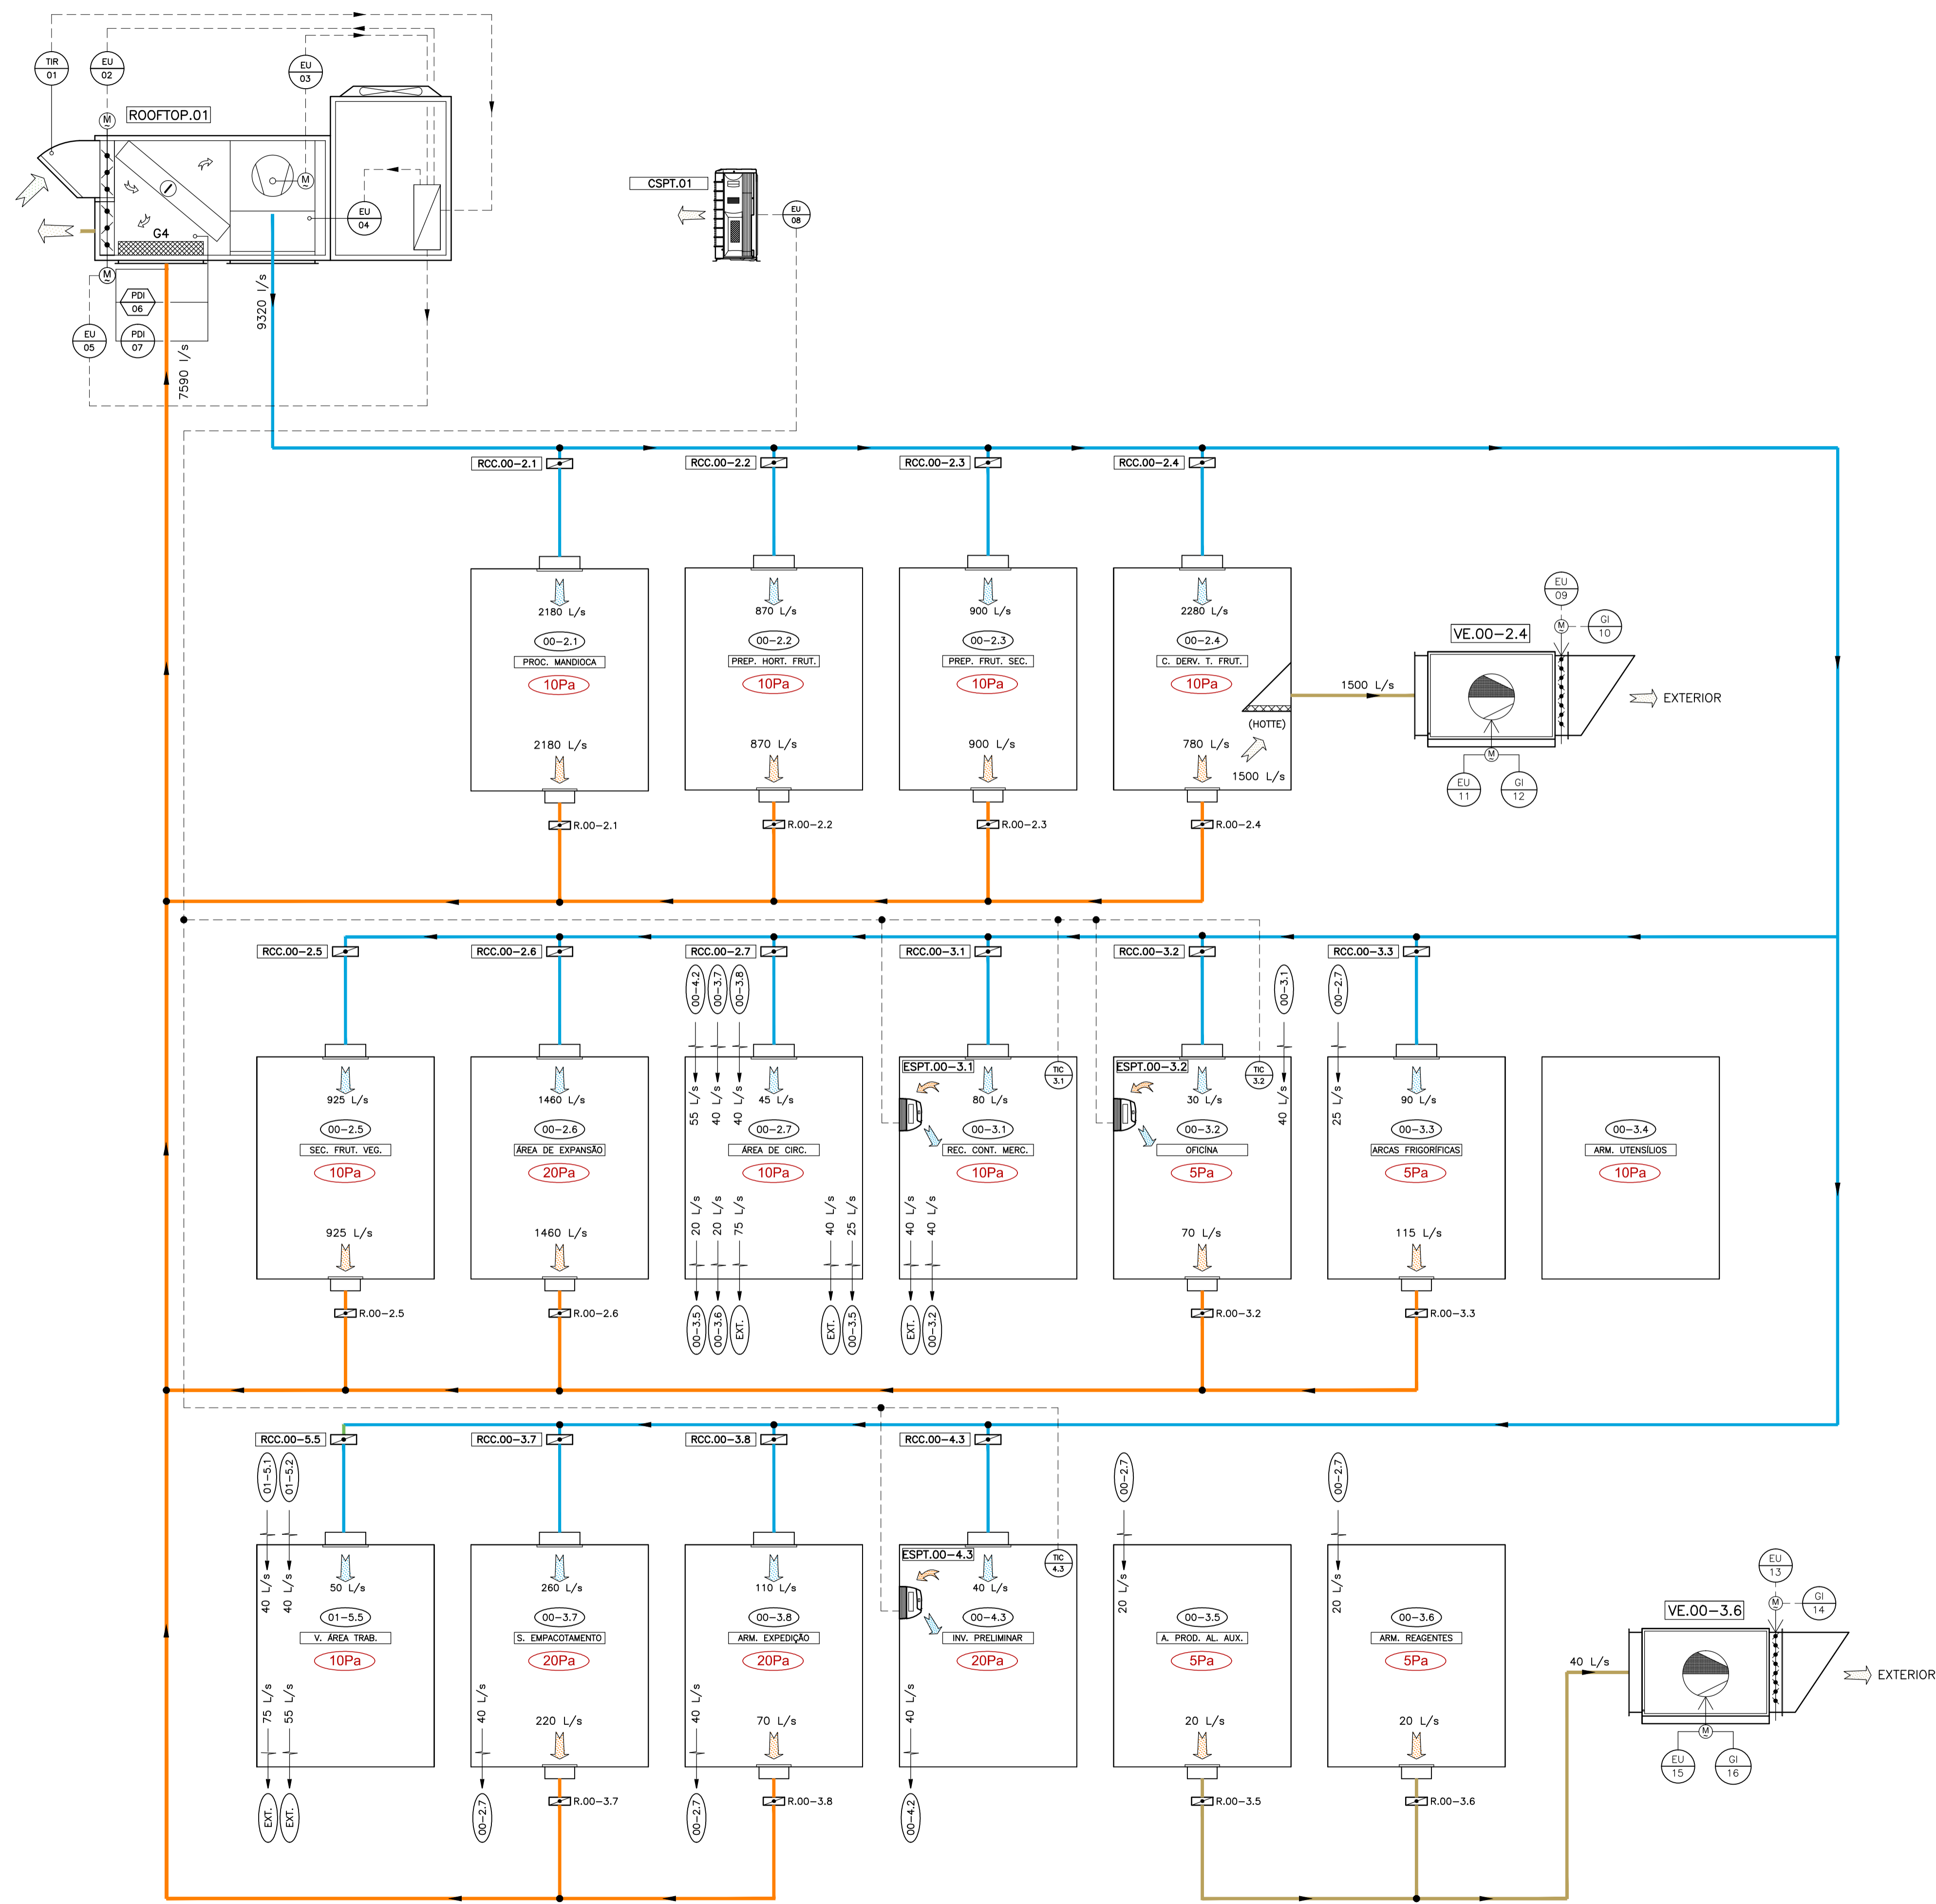 TIR
01
EU
02
EU
03
ROOFTOP.01
M
M
EU
04
G4
M
PDI
06
EU
05
PDI
07
7590 l/s
9320 l/s
CSPT.01
EU
08
RCC.00-2.1
RCC.00-2.2
RCC.00-2.3
RCC.00-2.4
2180 L/s
00-2.1
PROC. MANDIOCA
10Pa
2180 L/s
R.00-2.1
870 L/s
00-2.2
PREP. HORT. FRUT.
10Pa
870 L/s
R.00-2.2
900 L/s
00-2.3
PREP. FRUT. SEC.
10Pa
900 L/s
R.00-2.3
2280 L/s
00-2.4
C. DERV. T. FRUT.
10Pa
(HOTTE)
780 L/s
1500 L/s
R.00-2.4
1500 L/s
VE.00-2.4
EU
09
M
GI
10
EXTERIOR
M
EU
11
GI
12
RCC.00-2.5
RCC.00-2.6
RCC.00-2.7
RCC.00-3.1
RCC.00-3.2
RCC.00-3.3
925 L/s
00-2.5
SEC. FRUT. VEG.
10Pa
925 L/s
R.00-2.5
1460 L/s
00-2.6
ÁREA DE EXPANSÃO
20Pa
1460 L/s
R.00-2.6
00-4.2
00-3.7
00-3.8
55 L/s
40 L/s
40 L/s
45 L/s
00-2.7
ÁREA DE CIRC.
10Pa
20 L/s
20 L/s
75 L/s
40 L/s
25 L/s
00-3.5
00-3.6
EXT.
EXT.
00-3.5
ESPT.00-3.1
TIC
3.1
80 L/s
00-3.1
REC. CONT. MERC.
10Pa
40 L/s
40 L/s
EXT.
00-3.2
00-3.1
ESPT.00-3.2
TIC
3.2
30 L/s
40 L/s
00-3.2
OFICÍNA
5Pa
70 L/s
R.00-3.2
00-2.7
25 L/s
90 L/s
00-3.3
ARCAS FRIGORÍFICAS
5Pa
115 L/s
R.00-3.3
00-3.4
ARM. UTENSÍLIOS
10Pa
RCC.00-5.5
RCC.00-3.7
RCC.00-3.8
RCC.00-4.3
01-5.1
01-5.2
40 L/s
40 L/s
50 L/s
01-5.5
V. ÁREA TRAB.
10Pa
75 L/s
55 L/s
EXT.
EXT.
260 L/s
00-3.7
S. EMPACOTAMENTO
20Pa
40 L/s
220 L/s
00-2.7
R.00-3.7
110 L/s
00-3.8
ARM. EXPEDIÇÃO
20Pa
40 L/s
70 L/s
00-2.7
R.00-3.8
ESPT.00-4.3
TIC
4.3
40 L/s
00-4.3
INV. PRELIMINAR
20Pa
40 L/s
00-4.2
00-2.7
20 L/s
00-3.5
A. PROD. AL. AUX.
5Pa
20 L/s
R.00-3.5
00-2.7
20 L/s
00-3.6
ARM. REAGENTES
5Pa
20 L/s
R.00-3.6
40 L/s
VE.00-3.6
EU
13
M
GI
14
EXTERIOR
M
EU
15
GI
16